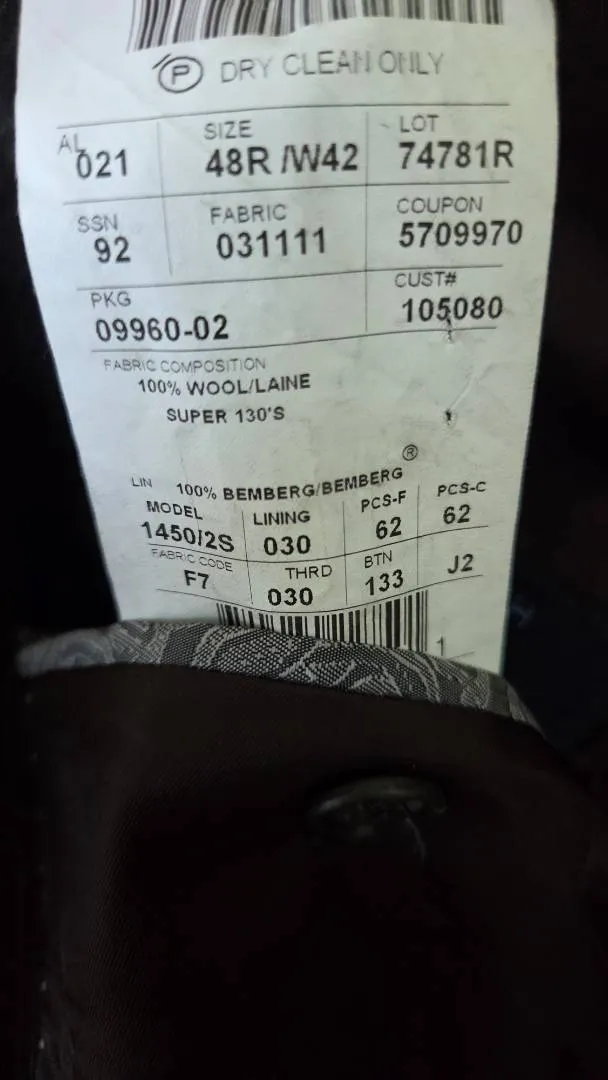 P DRY CLEAN ONLY
AL SIZE LOT
021 48R /W42 74781R
SSN FABRIC COUPON
92 031111 5709970
PKG CUST#
09960-02 105080
FABRIC COMPOSITION
100% WOOL/LAINE
SUPER 130'S
®
LIN 100% BEMBERG/BEMBERG
MODEL LINING PCS-F PCS-C
1450/2S 030 62 62
FABRIC CODE THRD BTN J2
F7 030 133
1